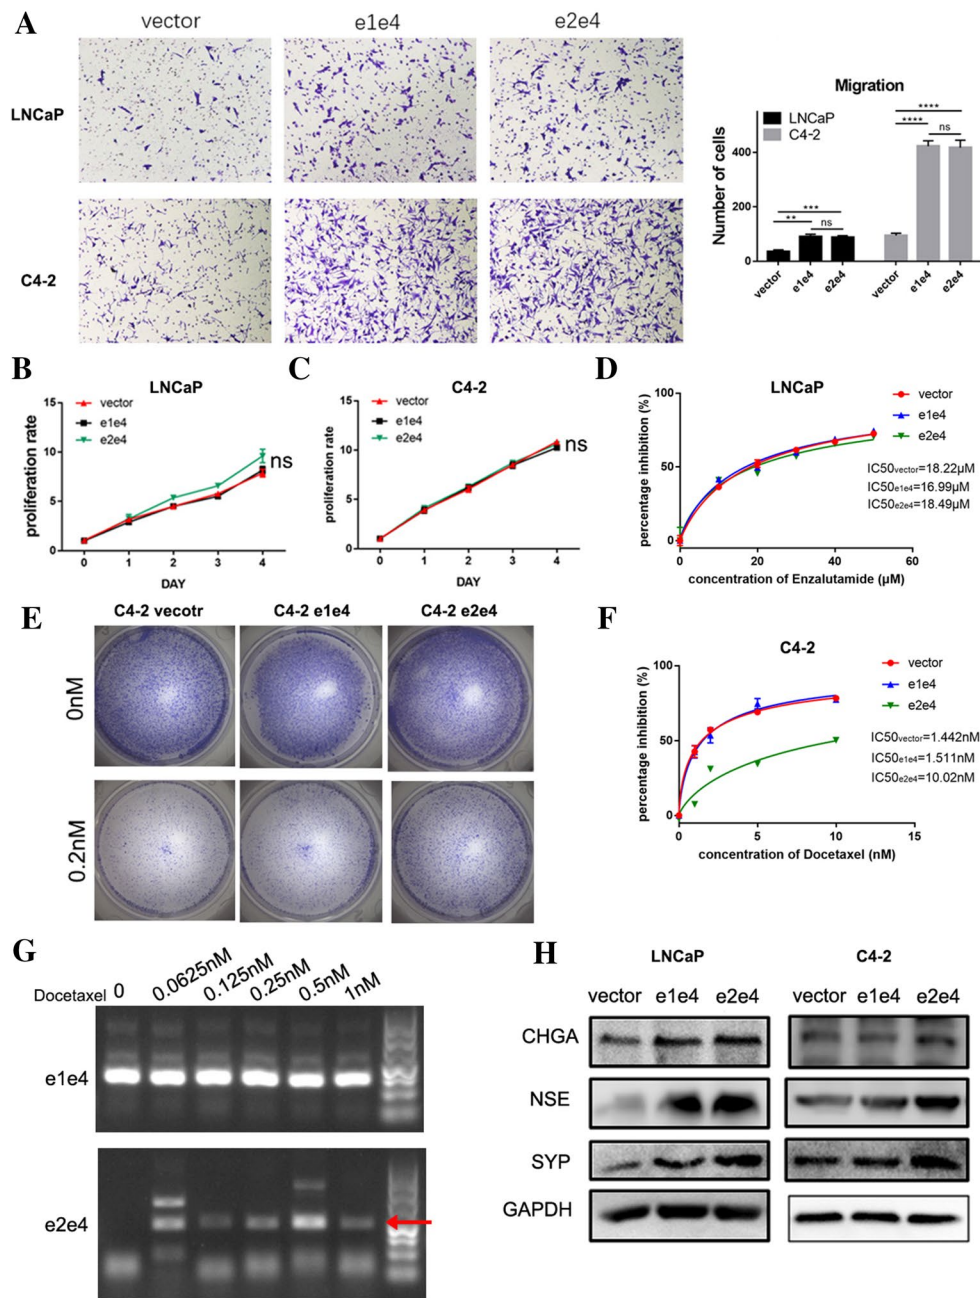 A
vector
e1e4
e2e4
LNCaP
C4-2
Migration
LNCaP
C4-2
Number of cells
400
200
0
**
***
ns
****
****
ns
vector
e1e4
e2e4
vector
e1e4
e2e4
B
LNCaP
vector
e1e4
e2e4
proliferation rate
15
10
5
0
ns
0 1 2 3 4
DAY
C
C4-2
vector
e1e4
e2e4
proliferation rate
15
10
5
0
ns
0 1 2 3 4
DAY
D
LNCaP
vector
e1e4
e2e4
percentage inhibition (%)
100
50
0
IC50vector=18.22μM
IC50e1e4=16.99μM
IC50e2e4=18.49μM
0 20 40 60
concentration of Enzalutamide (μM)
E
C4-2 vecotr
C4-2 e1e4
C4-2 e2e4
0nM
0.2nM
F
C4-2
vector
e1e4
e2e4
percentage inhibition (%)
100
50
0
IC50vector=1.442nM
IC50e1e4=1.511nM
IC50e2e4=10.02nM
0 5 10 15
concentration of Docetaxel (nM)
G
Docetaxel 0 0.0625nM 0.125nM 0.25nM 0.5nM 1nM
e1e4
e2e4
H
LNCaP
C4-2
vector e1e4 e2e4
vector e1e4 e2e4
CHGA
NSE
SYP
GAPDH